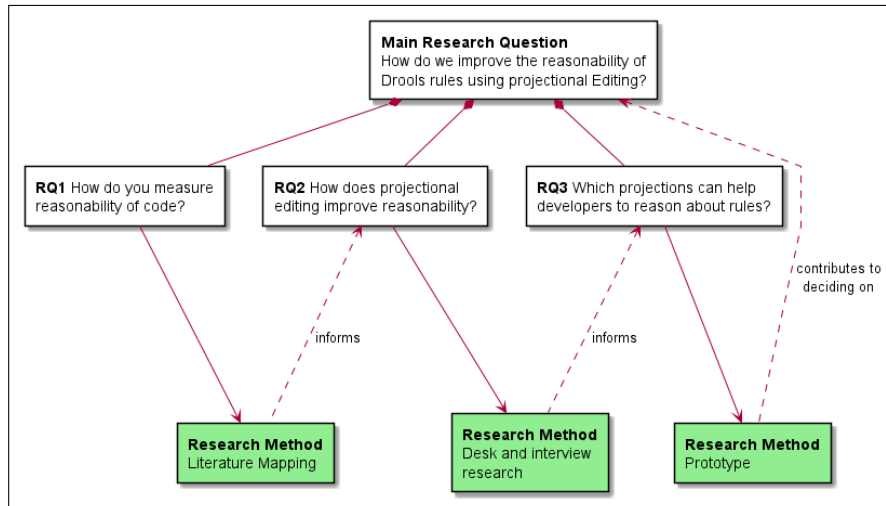 Main Research Question
How do we improve the reasonability of
Drools rules using projectional Editing?
RQ1 How do you measure
reasonability of code?
RQ2 How does projectional
editing improve reasonability?
RQ3 Which projections can help
developers to reason about rules?
contributes to
deciding on
informs
informs
Research Method
Literature Mapping
Research Method
Desk and interview
research
Research Method
Prototype